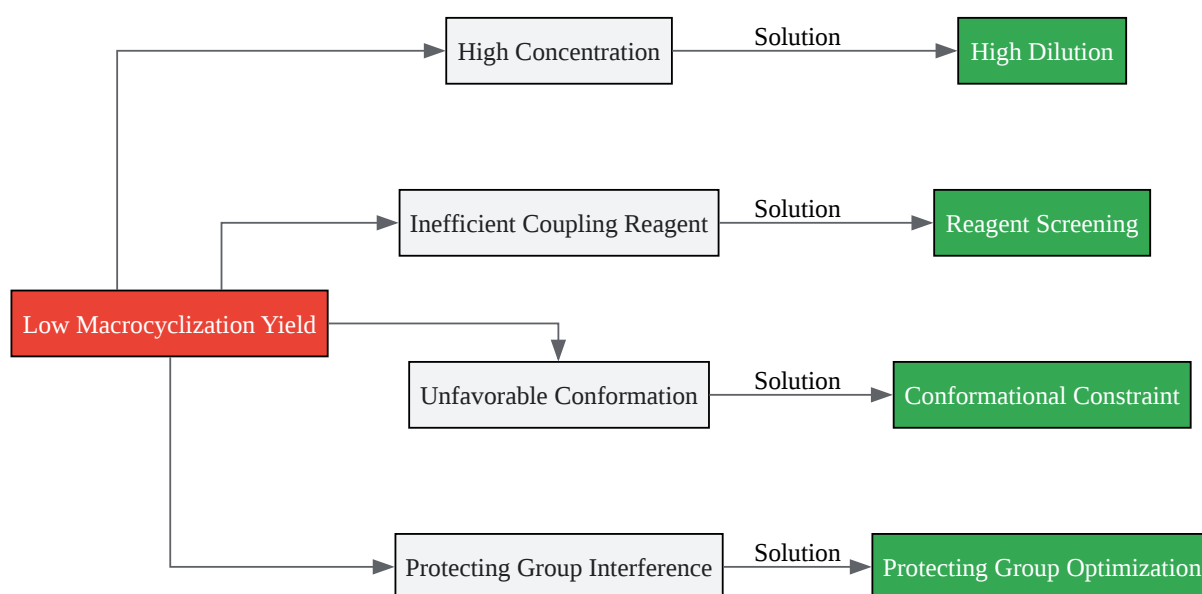 High Concentration
Solution
High Dilution
Inefficient Coupling Reagent
Solution
Reagent Screening
Low Macrocyclization Yield
Unfavorable Conformation
Solution
Conformational Constraint
Protecting Group Interference
Solution
Protecting Group Optimization